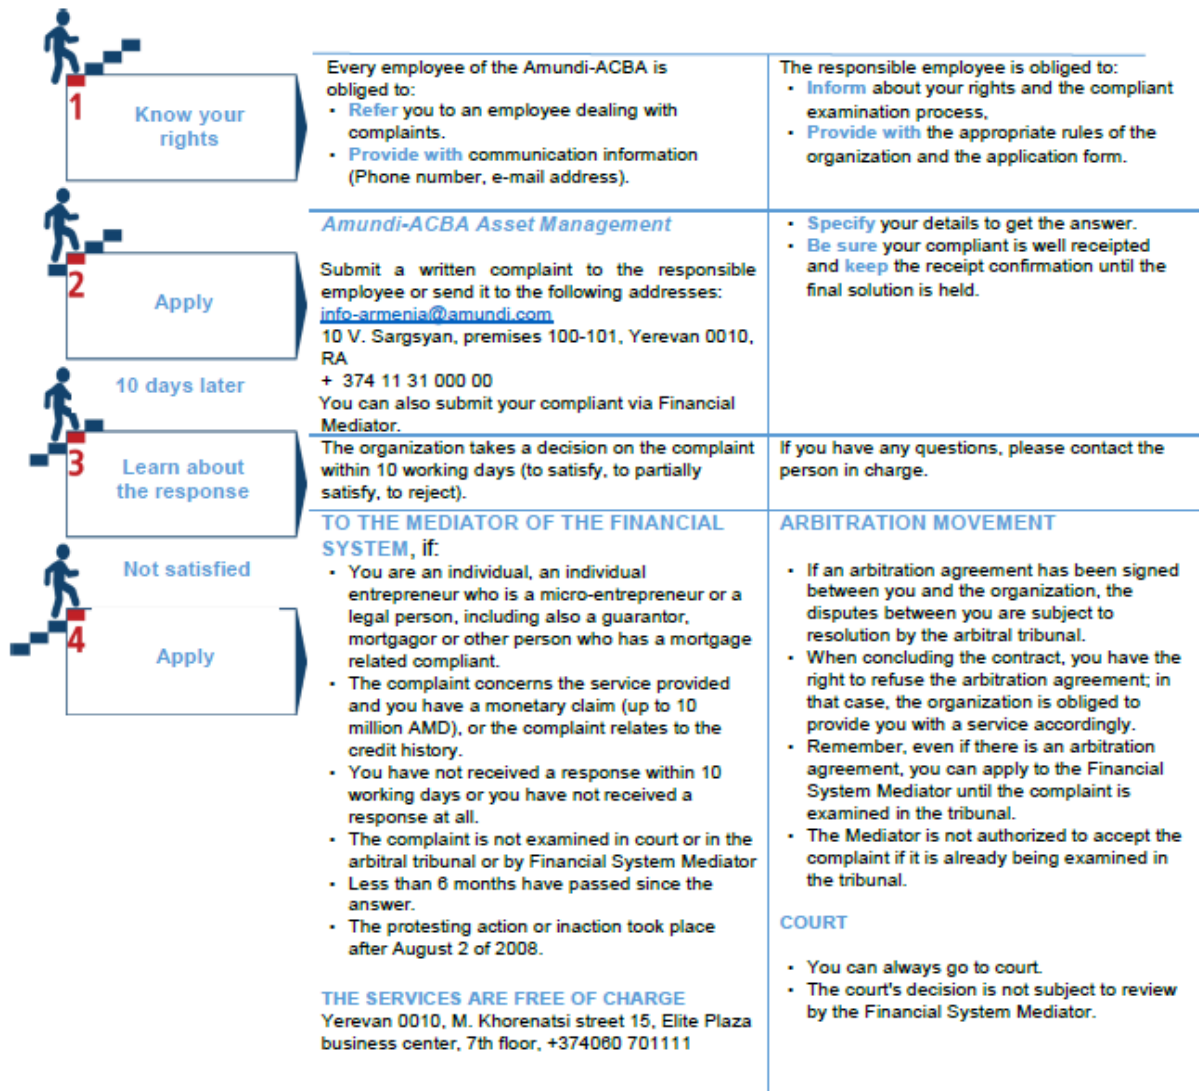 1
Know your
rights
Every employee of the Amundi-ACBA is
obliged to:
• Refer you to an employee dealing with
complaints.
• Provide with communication information
(Phone number, e-mail address).
The responsible employee is obliged to:
• Inform about your rights and the compliant
examination process,
• Provide with the appropriate rules of the
organization and the application form.
2
Apply
Amundi-ACBA Asset Management
Submit a written complaint to the responsible
employee or send it to the following addresses:
info-armenia@amundi.com
10 V. Sargsyan, premises 100-101, Yerevan 0010,
RA
+ 374 11 31 000 00
You can also submit your compliant via Financial
Mediator.
• Specify your details to get the answer.
• Be sure your compliant is well receipted
and keep the receipt confirmation until the
final solution is held.
10 days later
3
Learn about
the response
The organization takes a decision on the complaint
within 10 working days (to satisfy, to partially
satisfy, to reject).
If you have any questions, please contact the
person in charge.
Not satisfied
4
Apply
TO THE MEDIATOR OF THE FINANCIAL
SYSTEM, if:
• You are an individual, an individual
entrepreneur who is a micro-entrepreneur or a
legal person, including also a guarantor,
mortgagor or other person who has a mortgage
related compliant.
• The complaint concerns the service provided
and you have a monetary claim (up to 10
million AMD), or the complaint relates to the
credit history.
• You have not received a response within 10
working days or you have not received a
response at all.
• The complaint is not examined in court or in the
arbitral tribunal or by Financial System Mediator
• Less than 6 months have passed since the
answer.
• The protesting action or inaction took place
after August 2 of 2008.
THE SERVICES ARE FREE OF CHARGE
Yerevan 0010, M. Khorenatsi street 15, Elite Plaza
business center, 7th floor, +374060 701111
ARBITRATION MOVEMENT
• If an arbitration agreement has been signed
between you and the organization, the
disputes between you are subject to
resolution by the arbitral tribunal.
• When concluding the contract, you have the
right to refuse the arbitration agreement; in
that case, the organization is obliged to
provide you with a service accordingly.
• Remember, even if there is an arbitration
agreement, you can apply to the Financial
System Mediator until the complaint is
examined in the tribunal.
• The Mediator is not authorized to accept the
complaint if it is already being examined in
the tribunal.
COURT
• You can always go to court.
• The court's decision is not subject to review
by the Financial System Mediator.